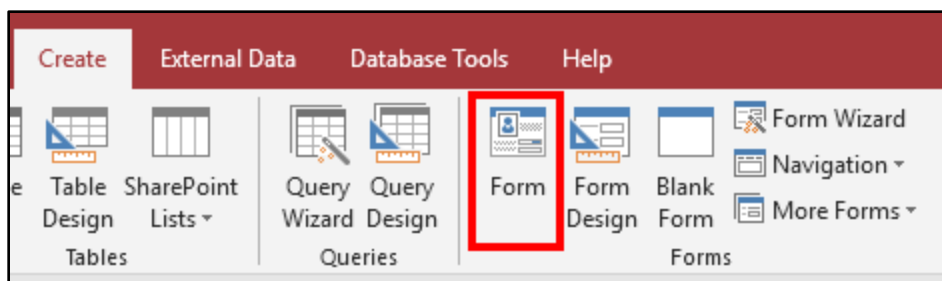 Create External Data Database Tools Help
e Table Design
SharePoint Lists
Query Wizard
Query Design
Form
Form Design
Blank Form
Form Wizard
Navigation
More Forms
Tables Queries Forms